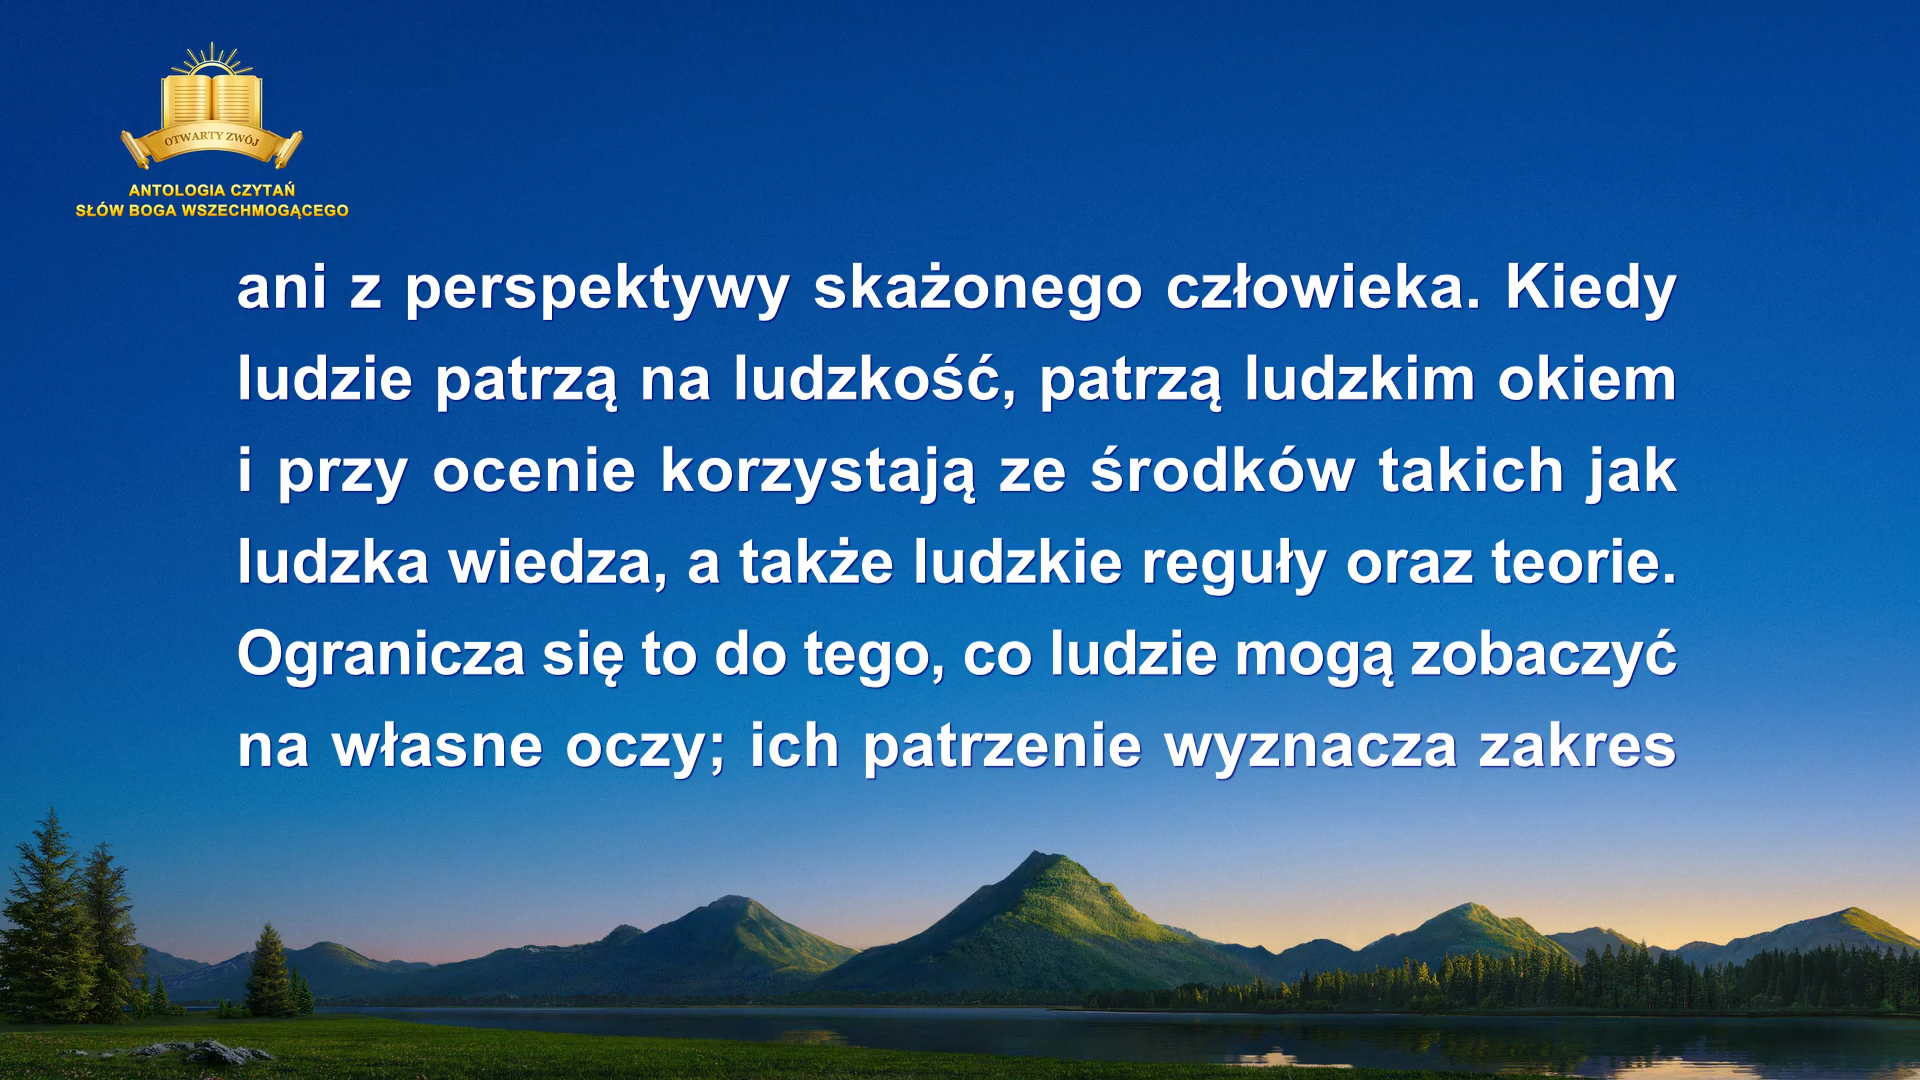 OTWARTY ZWÓJ
ANTOLOGIA CZYTAŃ
SŁÓW BOGA WSZECHMOGĄCEGO
ani z perspektywy skażonego człowieka. Kiedy
ludzie patrzą na ludzkość, patrzą ludzkim okiem
i przy ocenie korzystają ze środków takich jak
ludzka wiedza, a także ludzkie reguły oraz teorie.
Ogranicza się to do tego, co ludzie mogą zobaczyć
na własne oczy; ich patrzenie wyznacza zakres